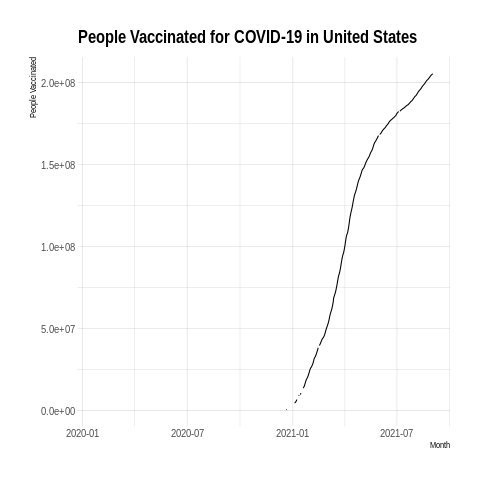 People Vaccinated for COVID-19 in United States
People Vaccinated
2.0e+08
1.5e+08
1.0e+08
5.0e+07
0.0e+00
2020-01
2020-07
2021-01
2021-07
Month